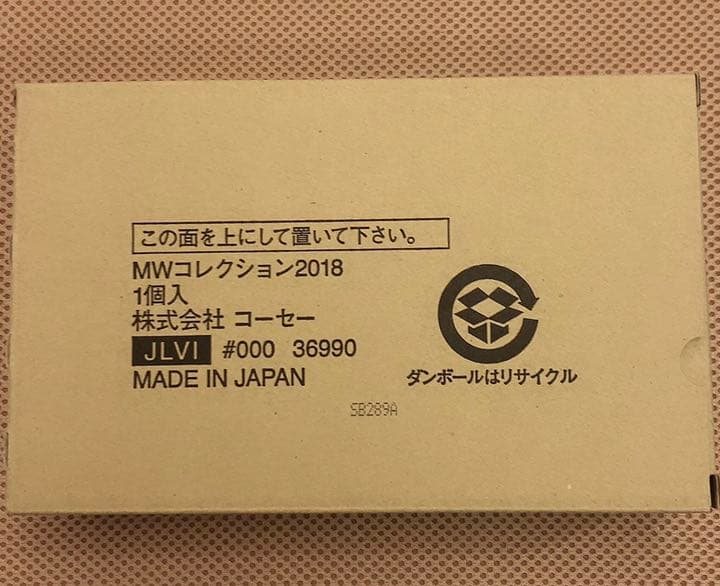 この面を上にして置いて下さい。
MWコレクション2018
1個入
株式会社 コーセー
JLVI #000 36990
MADE IN JAPAN
ダンボールはリサイクル
SB289A